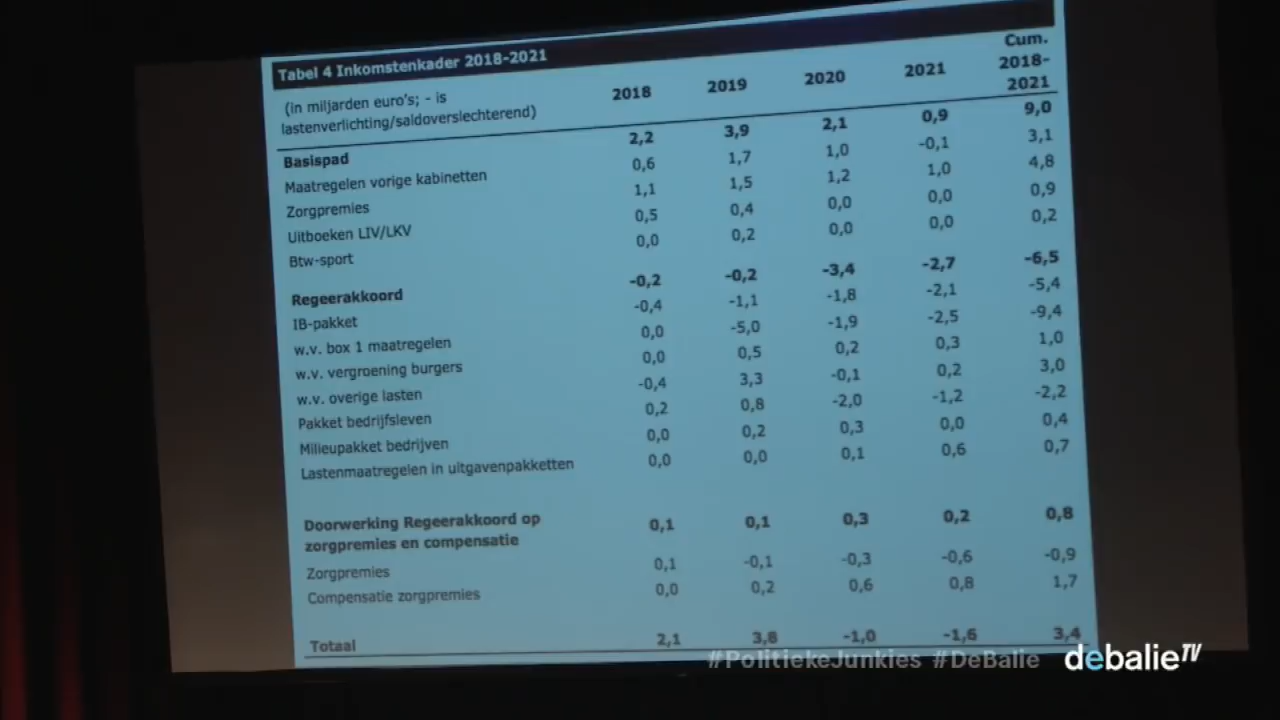 Tabel 4 Inkomstenkader 2018-2021
(in miljarden euro's; - is lastenverlichting/saldoverslechterend) 2018 2019 2020 2021 Cum. 2018-2021
Basispad 2,2 3,9 2,1 0,9 9,0
Maatregelen vorige kabinetten 0,6 1,7 1,0 -0,1 3,1
Zorgpremies 1,1 1,5 1,2 1,0 4,8
Uitboeken LIV/LKV 0,5 0,4 0,0 0,0 0,9
Btw-sport 0,0 0,2 0,0 0,0 0,2
Regeerakkoord -0,2 -0,2 -3,4 -2,7 -6,5
IB-pakket -0,4 -1,1 -1,8 -2,1 -5,4
w.v. box 1 maatregelen 0,0 -5,0 -1,9 -2,5 -9,4
w.v. vergroening burgers 0,0 0,5 0,2 0,3 1,0
w.v. overige lasten -0,4 3,3 -0,1 0,2 3,0
Pakket bedrijfsleven 0,2 0,8 -2,0 -1,2 -2,2
Milieupakket bedrijven 0,0 0,2 0,3 0,0 0,4
Lastenmaatregelen in uitgavenpakketten 0,0 0,0 0,1 0,6 0,7
Doorwerking Regeerakkoord op zorgpremies en compensatie 0,1 0,1 0,3 0,2 0,8
Zorgpremies 0,1 -0,1 -0,3 -0,6 -0,9
Compensatie zorgpremies 0,0 0,2 0,6 0,8 1,7
Totaal 2,1 3,8 -1,0 -1,6 3,4
#PolitiekeJunkies #DeBalie debalieTV